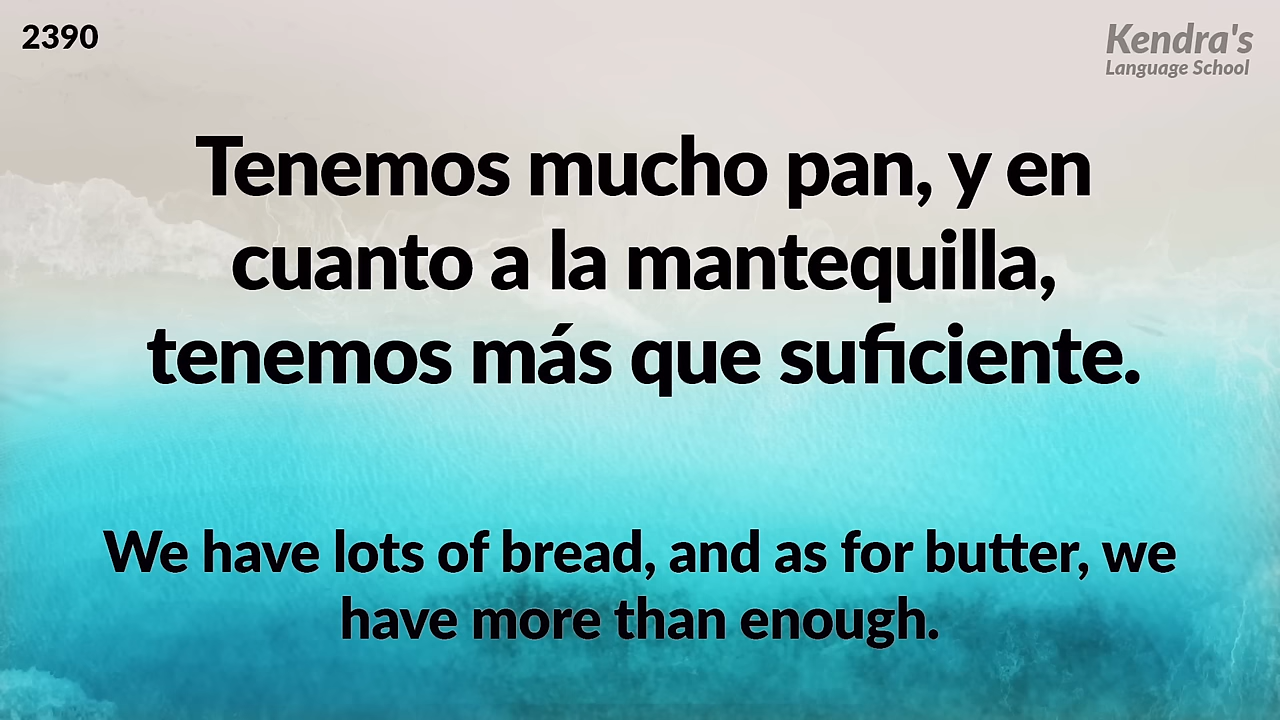 2390
Kendra's
Language School
Tenemos mucho pan, y en
cuanto a la mantequilla,
tenemos más que suficiente.
We have lots of bread, and as for butter, we
have more than enough.